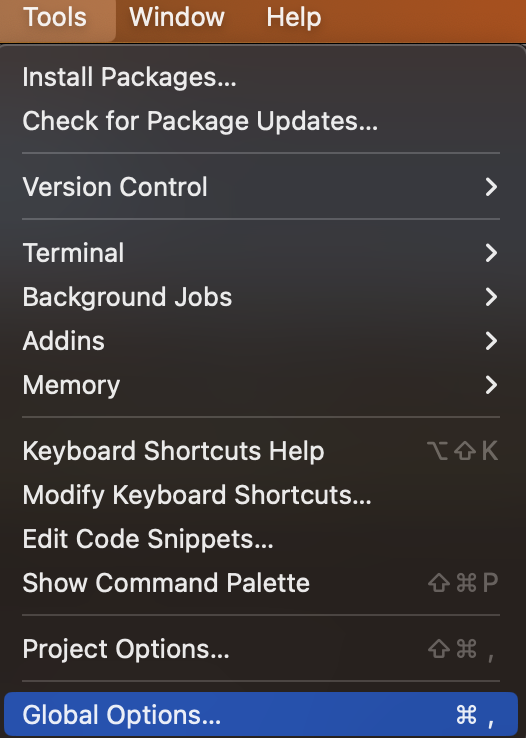 Tools Window Help
Install Packages...
Check for Package Updates...
Version Control
Terminal
Background Jobs
Addins
Memory
Keyboard Shortcuts Help ⌥⇧K
Modify Keyboard Shortcuts...
Edit Code Snippets...
Show Command Palette ⇧⌘P
Project Options... ⇧⌘,
Global Options... ⌘,